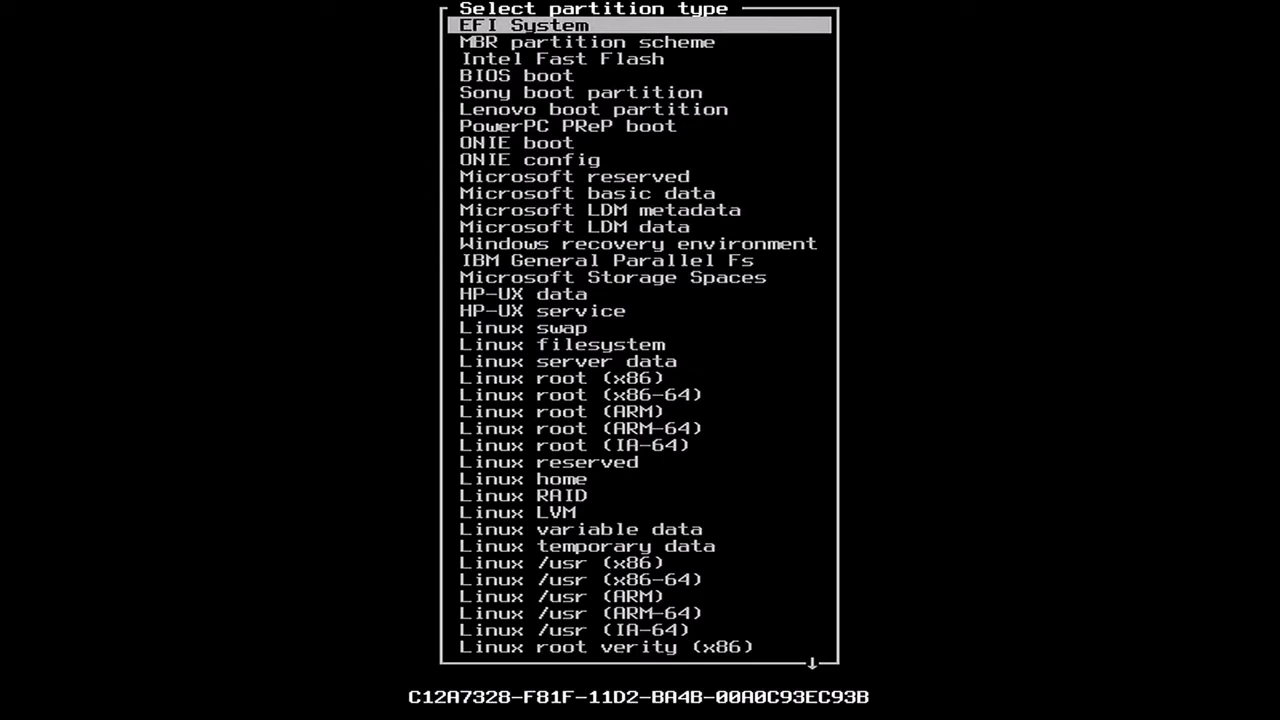 Select partition type
EFI System
MBR partition scheme
Intel Fast Flash
BIOS boot
Sony boot partition
Lenovo boot partition
PowerPC PReP boot
ONIE boot
ONIE config
Microsoft reserved
Microsoft basic data
Microsoft LDM metadata
Microsoft LDM data
Windows recovery environment
IBM General Parallel Fs
Microsoft Storage Spaces
HP-UX data
HP-UX service
Linux swap
Linux filesystem
Linux server data
Linux root (x86)
Linux root (x86-64)
Linux root (ARM)
Linux root (ARM-64)
Linux root (IA-64)
Linux reserved
Linux home
Linux RAID
Linux LVM
Linux variable data
Linux temporary data
Linux /usr (x86)
Linux /usr (x86-64)
Linux /usr (ARM)
Linux /usr (ARM-64)
Linux /usr (IA-64)
Linux root verity (x86)
C12A7328-F81F-11D2-BA4B-00A0C93EC93B